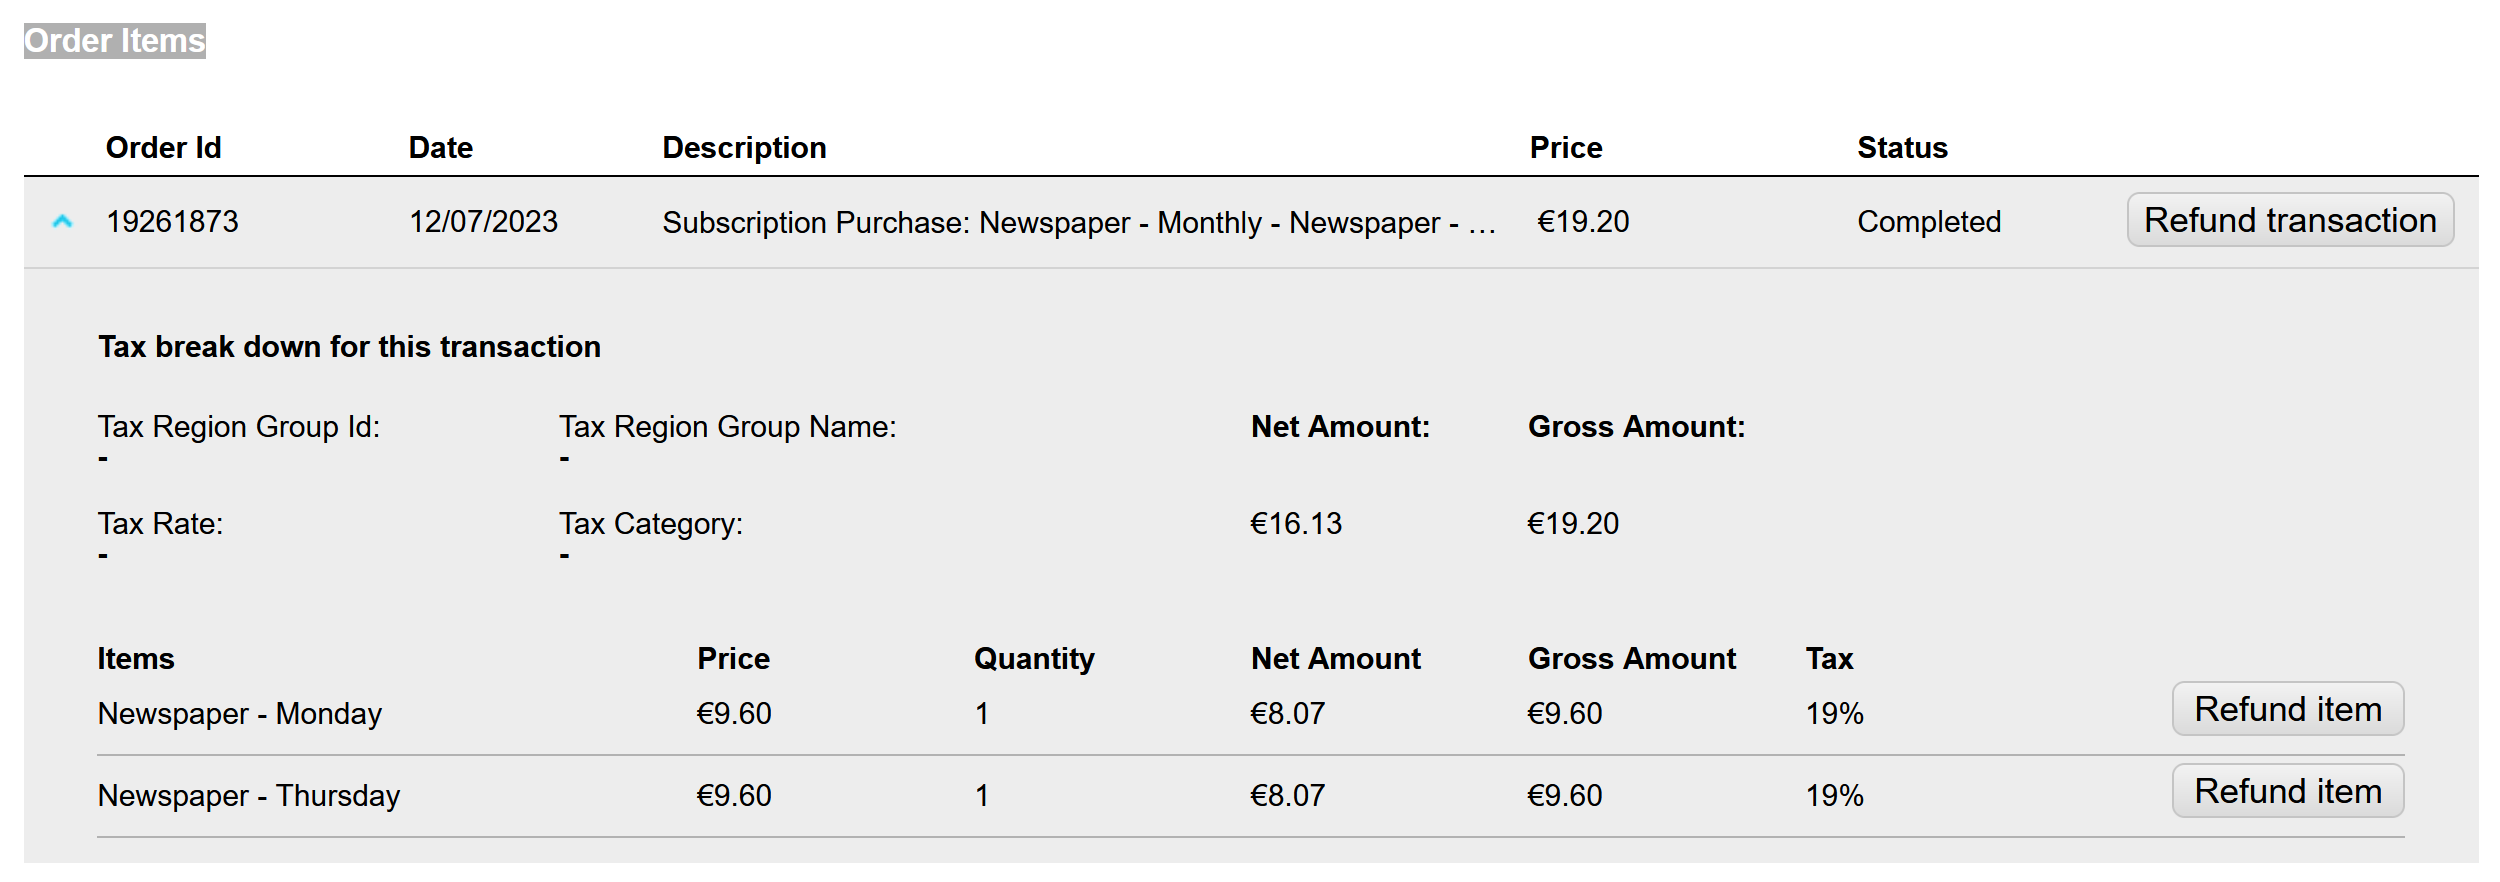 Order Items
Order Id Date Description Price Status
19261873 12/07/2023 Subscription Purchase: Newspaper - Monthly - Newspaper - … €19.20 Completed Refund transaction
Tax break down for this transaction
Tax Region Group Id: Tax Region Group Name: Net Amount: Gross Amount:
- -
Tax Rate: Tax Category: €16.13 €19.20
- -
Items Price Quantity Net Amount Gross Amount Tax
Newspaper - Monday €9.60 1 €8.07 €9.60 19% Refund item
Newspaper - Thursday €9.60 1 €8.07 €9.60 19% Refund item